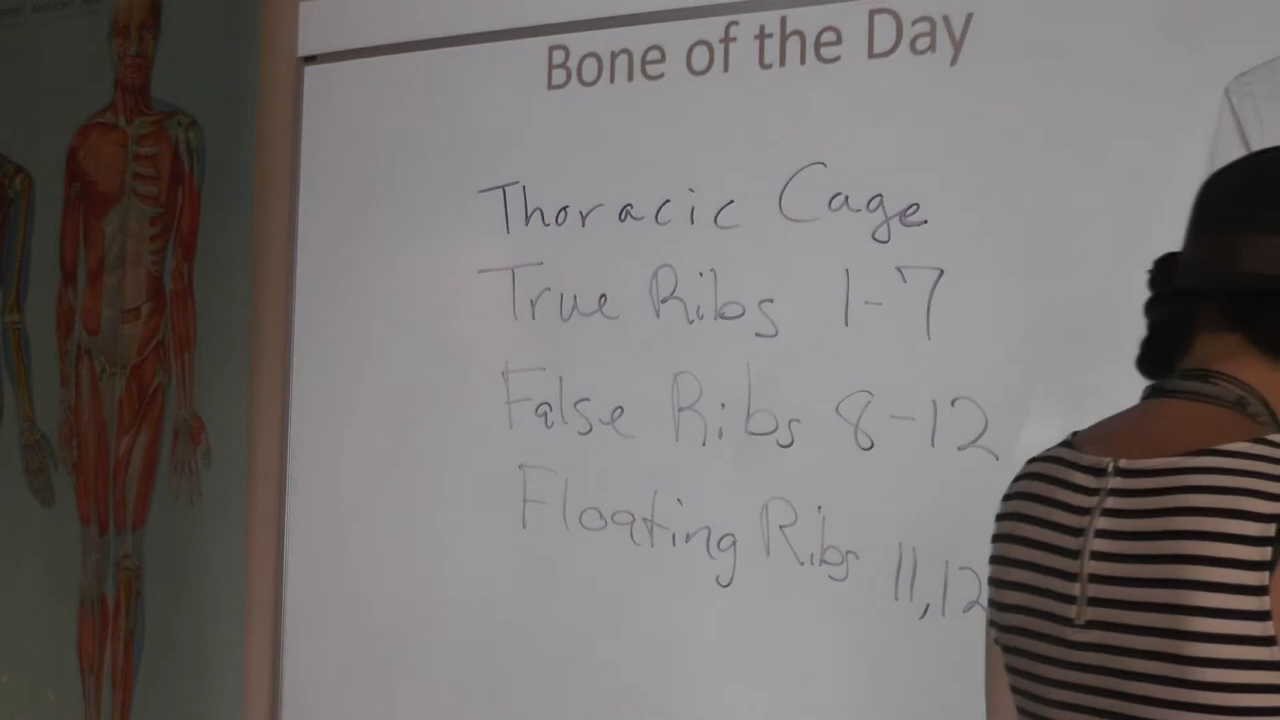 Bone of the Day
Thoracic Cage
True Ribs 1-7
False Ribs 8-12
Floating Ribs 11,12